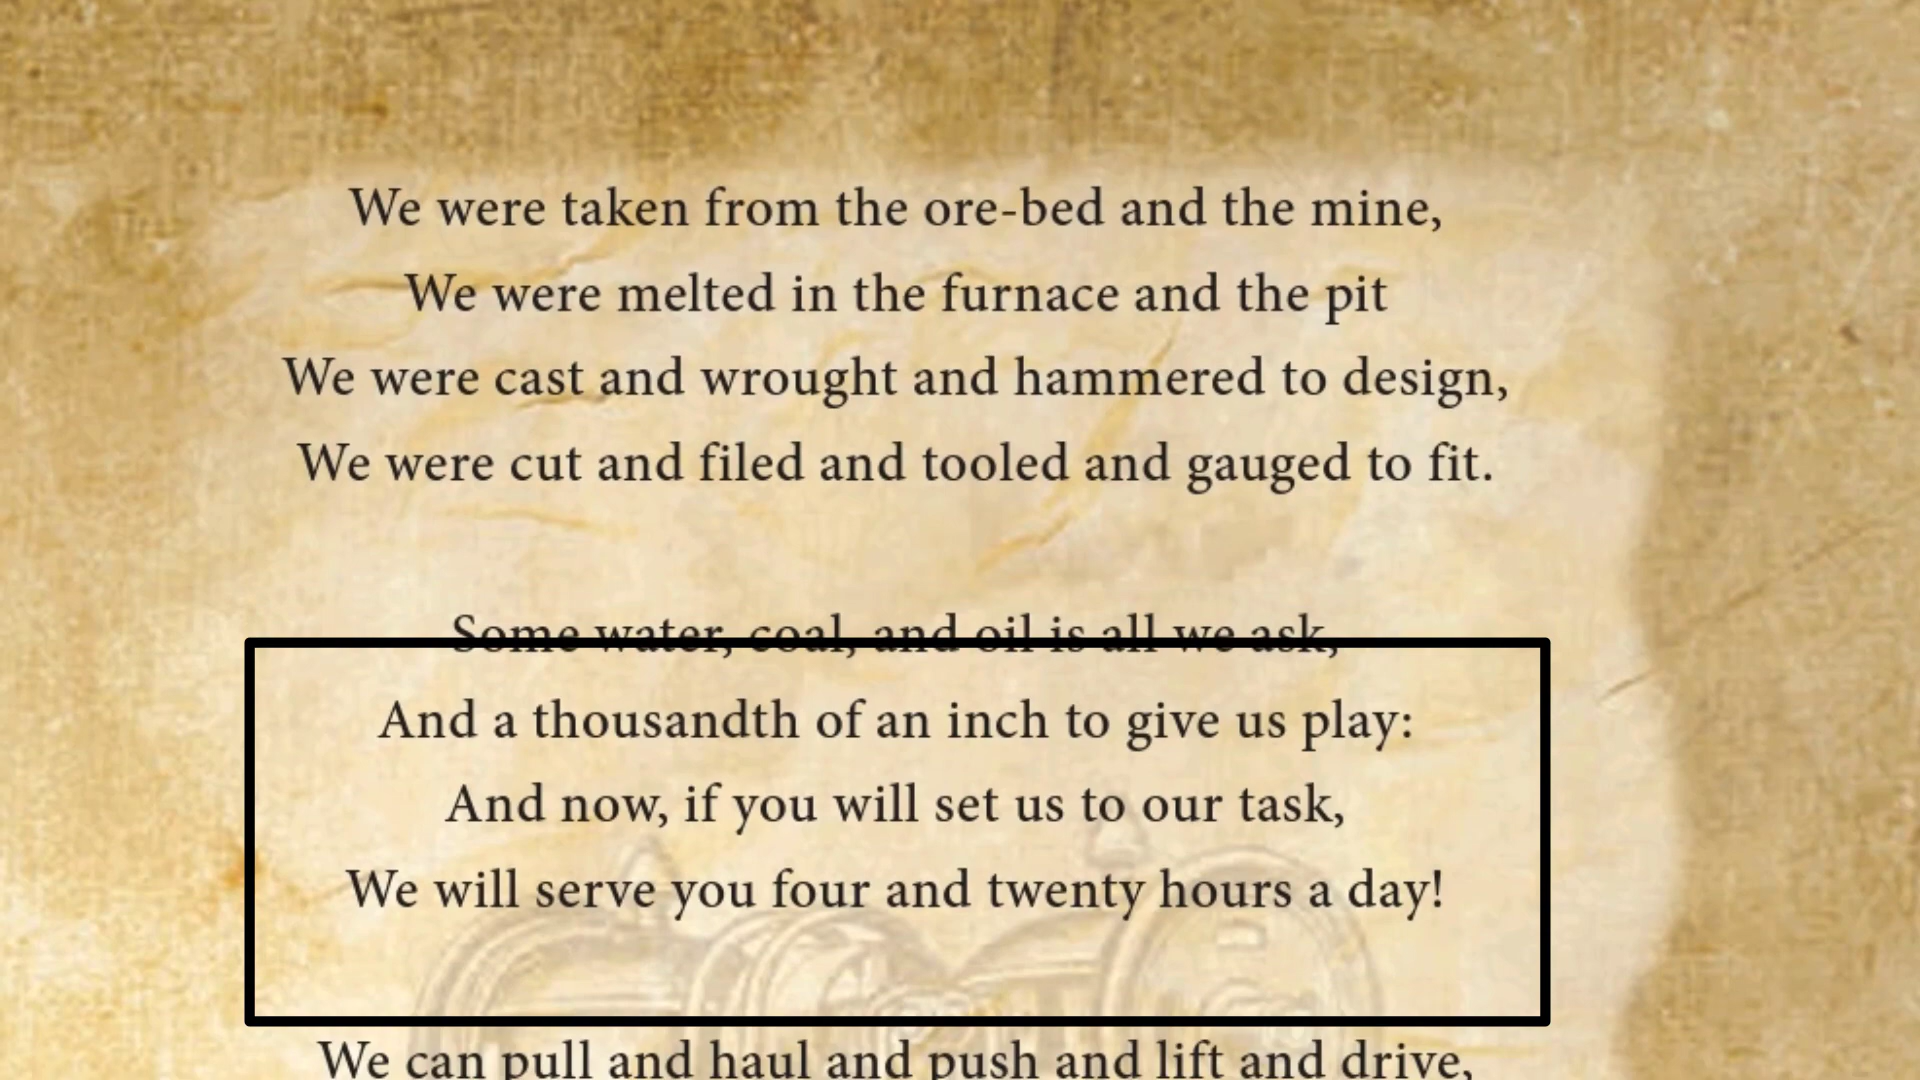 We were taken from the ore-bed and the mine,
We were melted in the furnace and the pit
We were cast and wrought and hammered to design,
We were cut and filed and tooled and gauged to fit.
Some water, coal, and oil is all we ask,
And a thousandth of an inch to give us play:
And now, if you will set us to our task,
We will serve you four and twenty hours a day!
We can pull and haul and push and lift and drive,